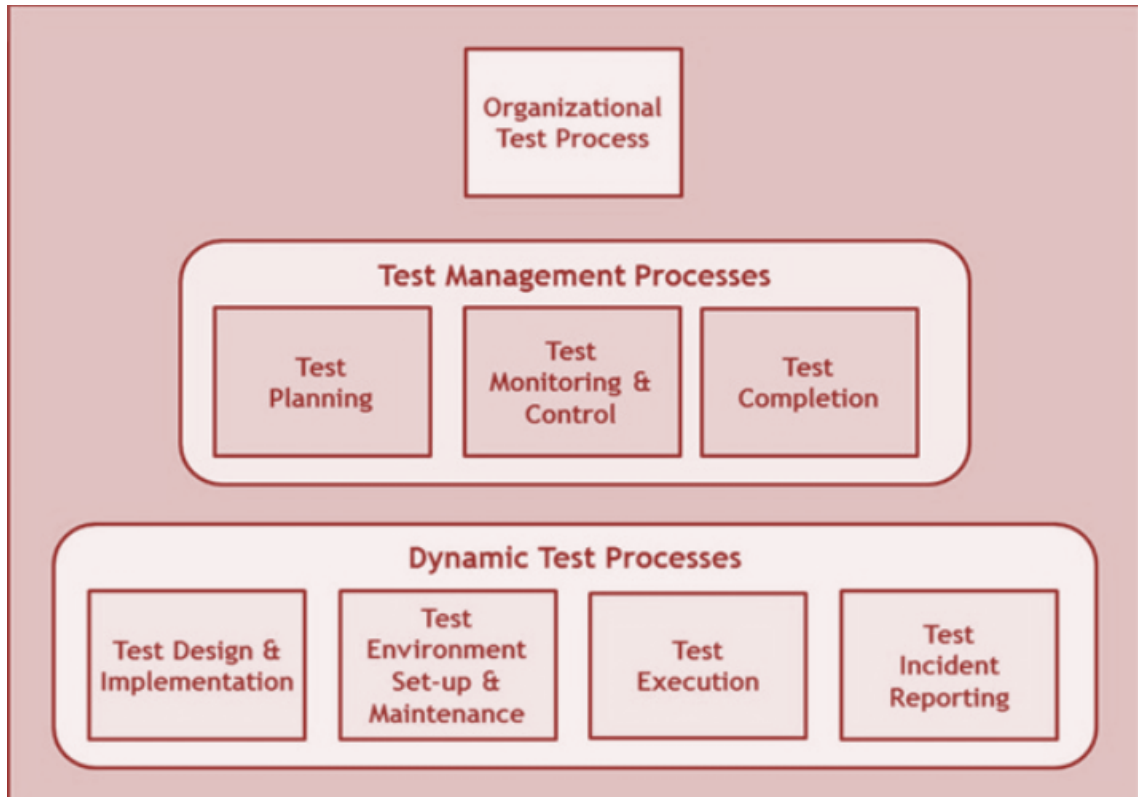 Organizational
Test Process
Test Management Processes
Test
Planning
Test
Monitoring &
Control
Test
Completion
Dynamic Test Processes
Test Design &
Implementation
Test
Environment
Set-up &
Maintenance
Test
Execution
Test
Incident
Reporting